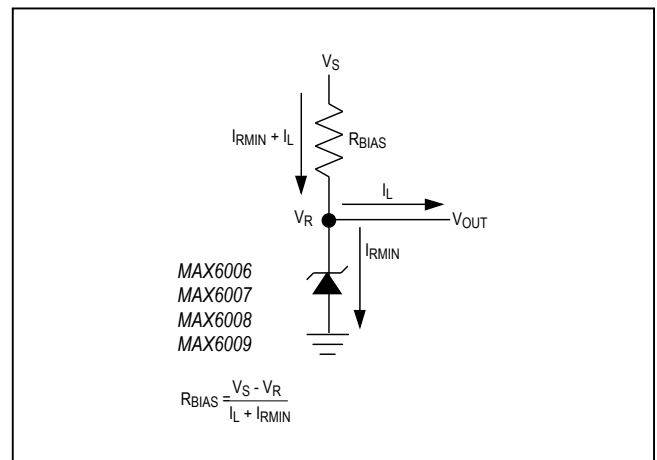 VS
IRMIN + IL
RBIAS
IL
VR
VOUT
IRMIN
MAX6006
MAX6007
MAX6008
MAX6009
RBIAS = VS - VR
IL + IRMIN